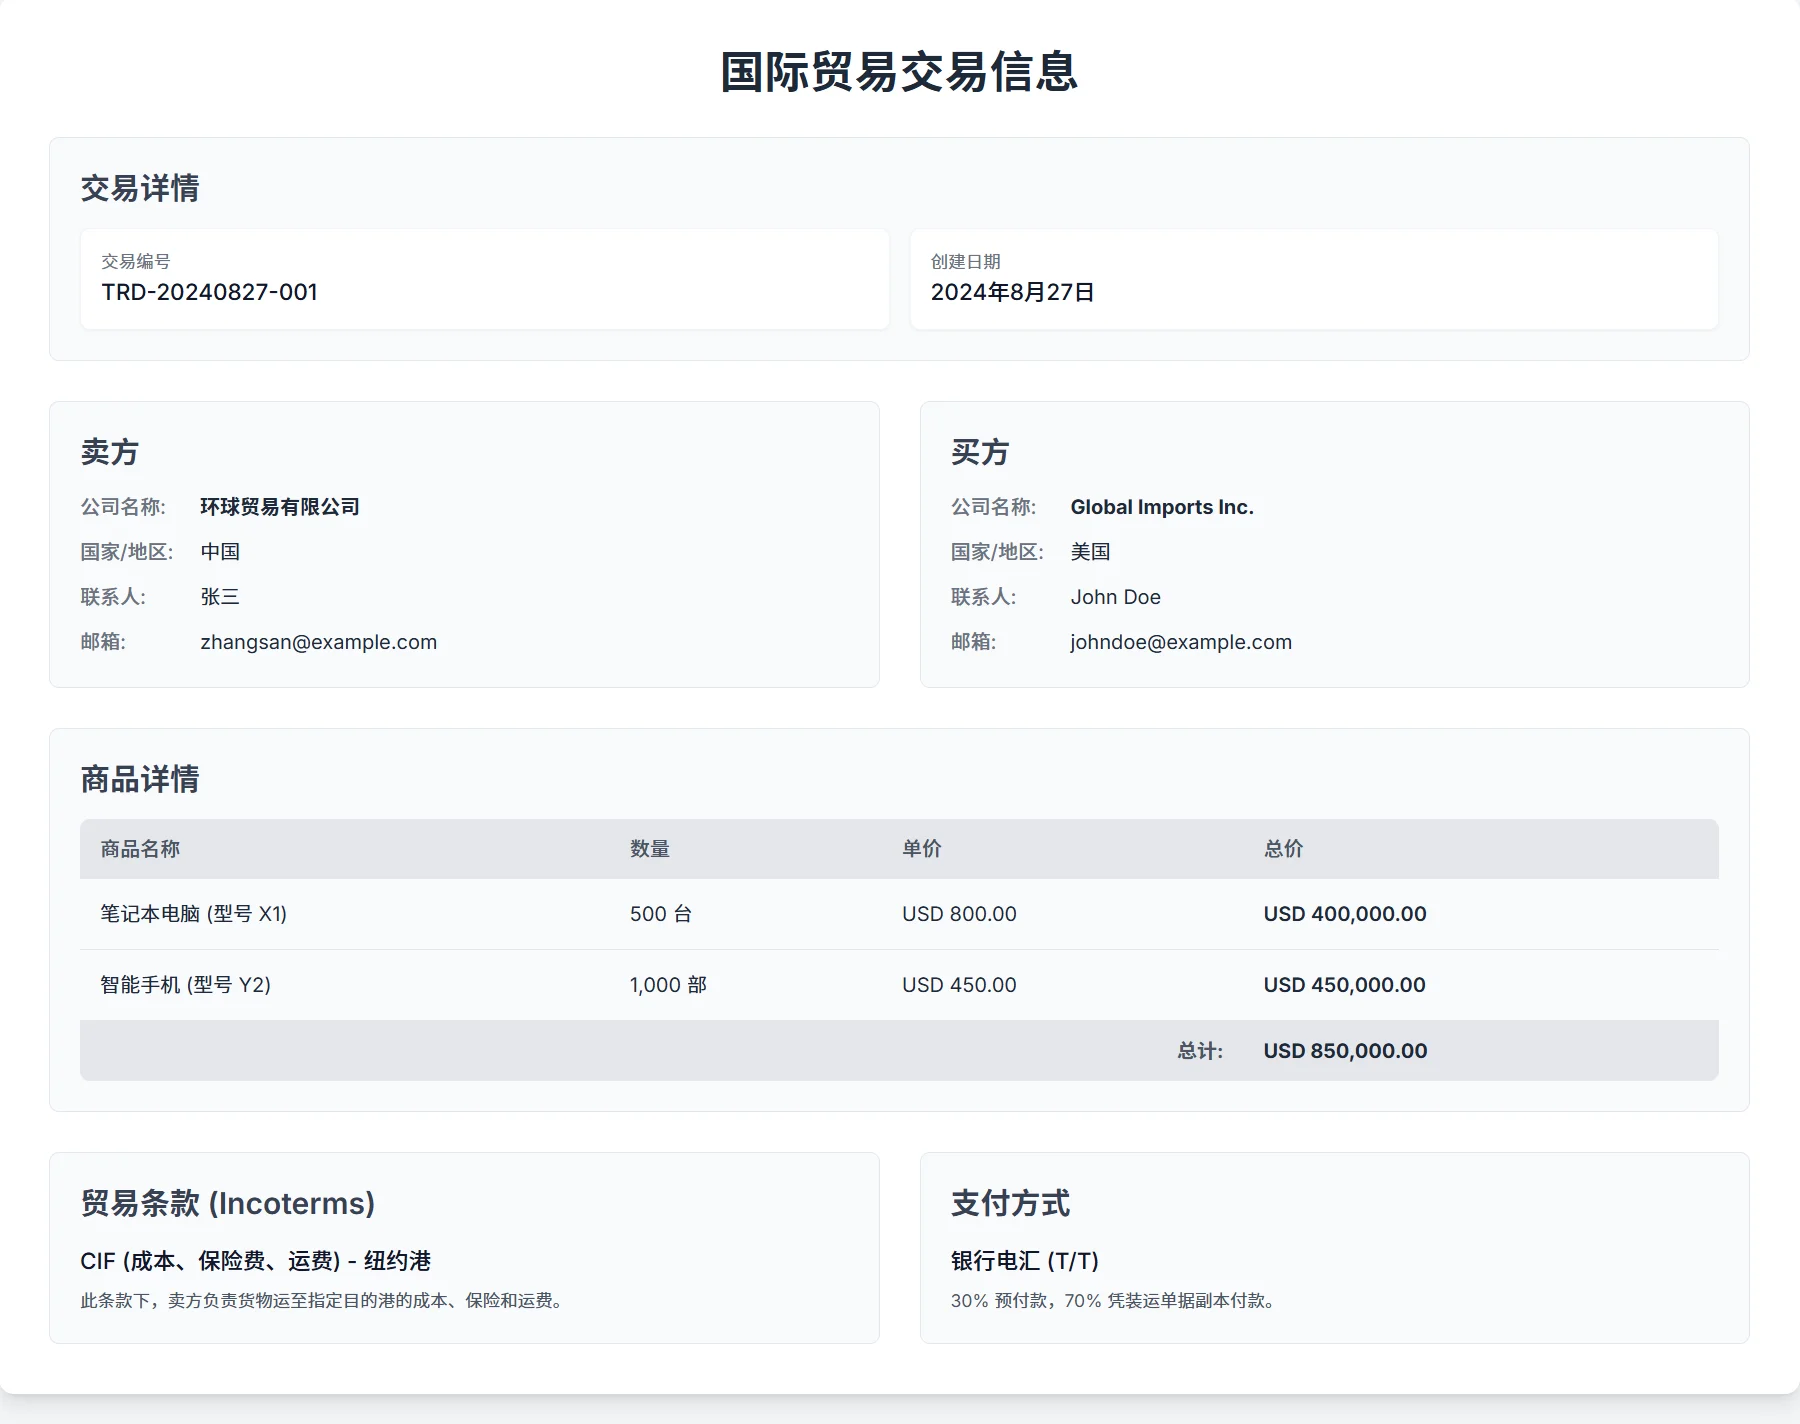 国际贸易交易信息
交易详情
交易编号
TRD-20240827-001
创建日期
2024年8月27日
卖方
公司名称: 环球贸易有限公司
国家/地区: 中国
联系人: 张三
邮箱: zhangsan@example.com
买方
公司名称: Global Imports Inc.
国家/地区: 美国
联系人: John Doe
邮箱: johndoe@example.com
商品详情
商品名称 数量 单价 总价
笔记本电脑 (型号 X1) 500 台 USD 800.00 USD 400,000.00
智能手机 (型号 Y2) 1,000 部 USD 450.00 USD 450,000.00
总计: USD 850,000.00
贸易条款 (Incoterms)
CIF (成本、保险费、运费) - 纽约港
此条款下，卖方负责货物运至指定目的港的成本、保险和运费。
支付方式
银行电汇 (T/T)
30% 预付款，70% 凭装运单据副本付款。